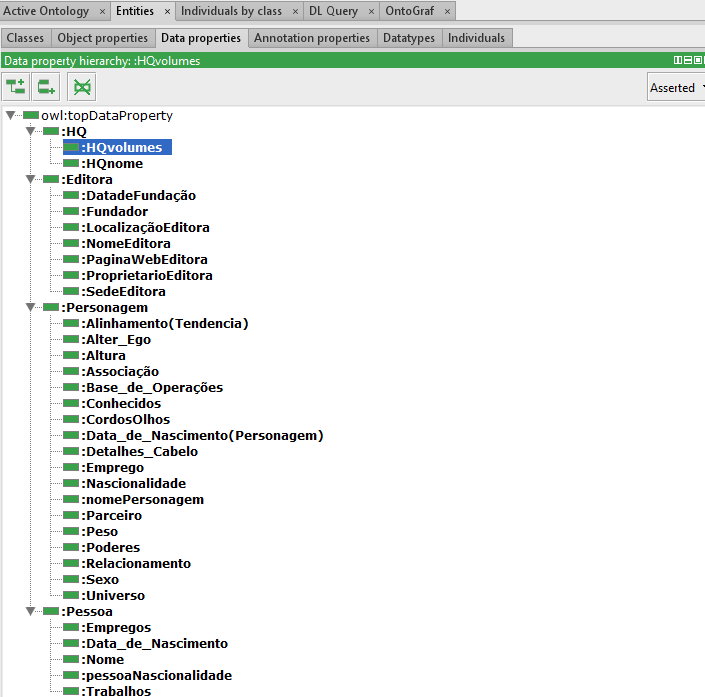 Active Ontology × Entities × Individuals by class × DL Query × OntoGraf ×
Classes Object properties Data properties Annotation properties Datatypes Individuals
Data property hierarchy: :HQvolumes
Asserted
owl:topDataProperty
:HQ
:HQvolumes
:HQnome
:Editora
:DatadeFundação
:Fundador
:LocalizaçãoEditora
:NomeEditora
:PaginaWebEditora
:ProprietarioEditora
:SedeEditora
:Personagem
:Alinhamento(Tendencia)
:Alter_Ego
:Altura
:Associação
:Base_de_Operações
:Conhecidos
:CordosOlhos
:Data_de_Nascimento(Personagem)
:Detalhes_Cabelo
:Emprego
:Nascionalidade
:nomePersonagem
:Parceiro
:Peso
:Poderes
:Relacionamento
:Sexo
:Universo
:Pessoa
:Empregos
:Data_de_Nascimento
:Nome
:pessoaNascionalidade
:Trabalhos